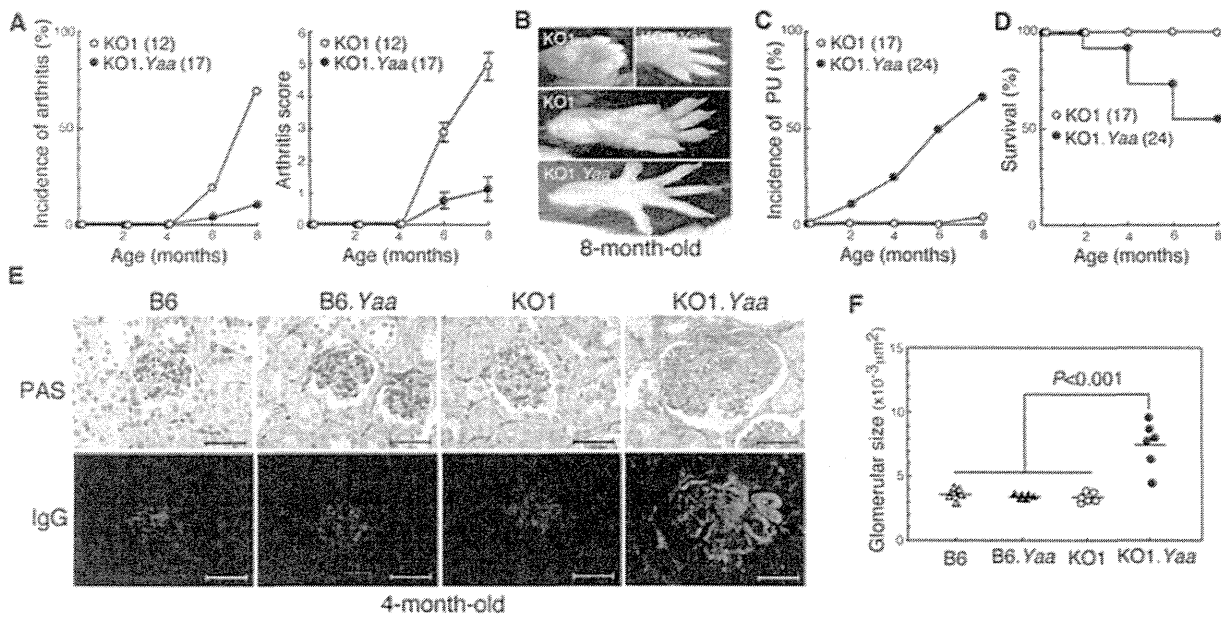 A
Incidence of arthritis (%)
100
50
0
KO1 (12)
KO1.Yaa (17)
2 4 6 8
Age (months)
Arthritis score
6
5
4
3
2
1
0
KO1 (12)
KO1.Yaa (17)
2 4 6 8
Age (months)
B
KO1
KO1
KO1.Yaa
8-month-old
C
Incidence of PU (%)
100
50
0
KO1 (17)
KO1.Yaa (24)
2 4 6 8
Age (months)
D
Survival (%)
100
50
0
KO1 (17)
KO1.Yaa (24)
2 4 6 8
Age (months)
E
B6 B6.Yaa KO1 KO1.Yaa
PAS
IgG
4-month-old
F
Glomerular size (x10-3μm2)
15
10
5
0
P<0.001
B6 B6.Yaa KO1 KO1.Yaa